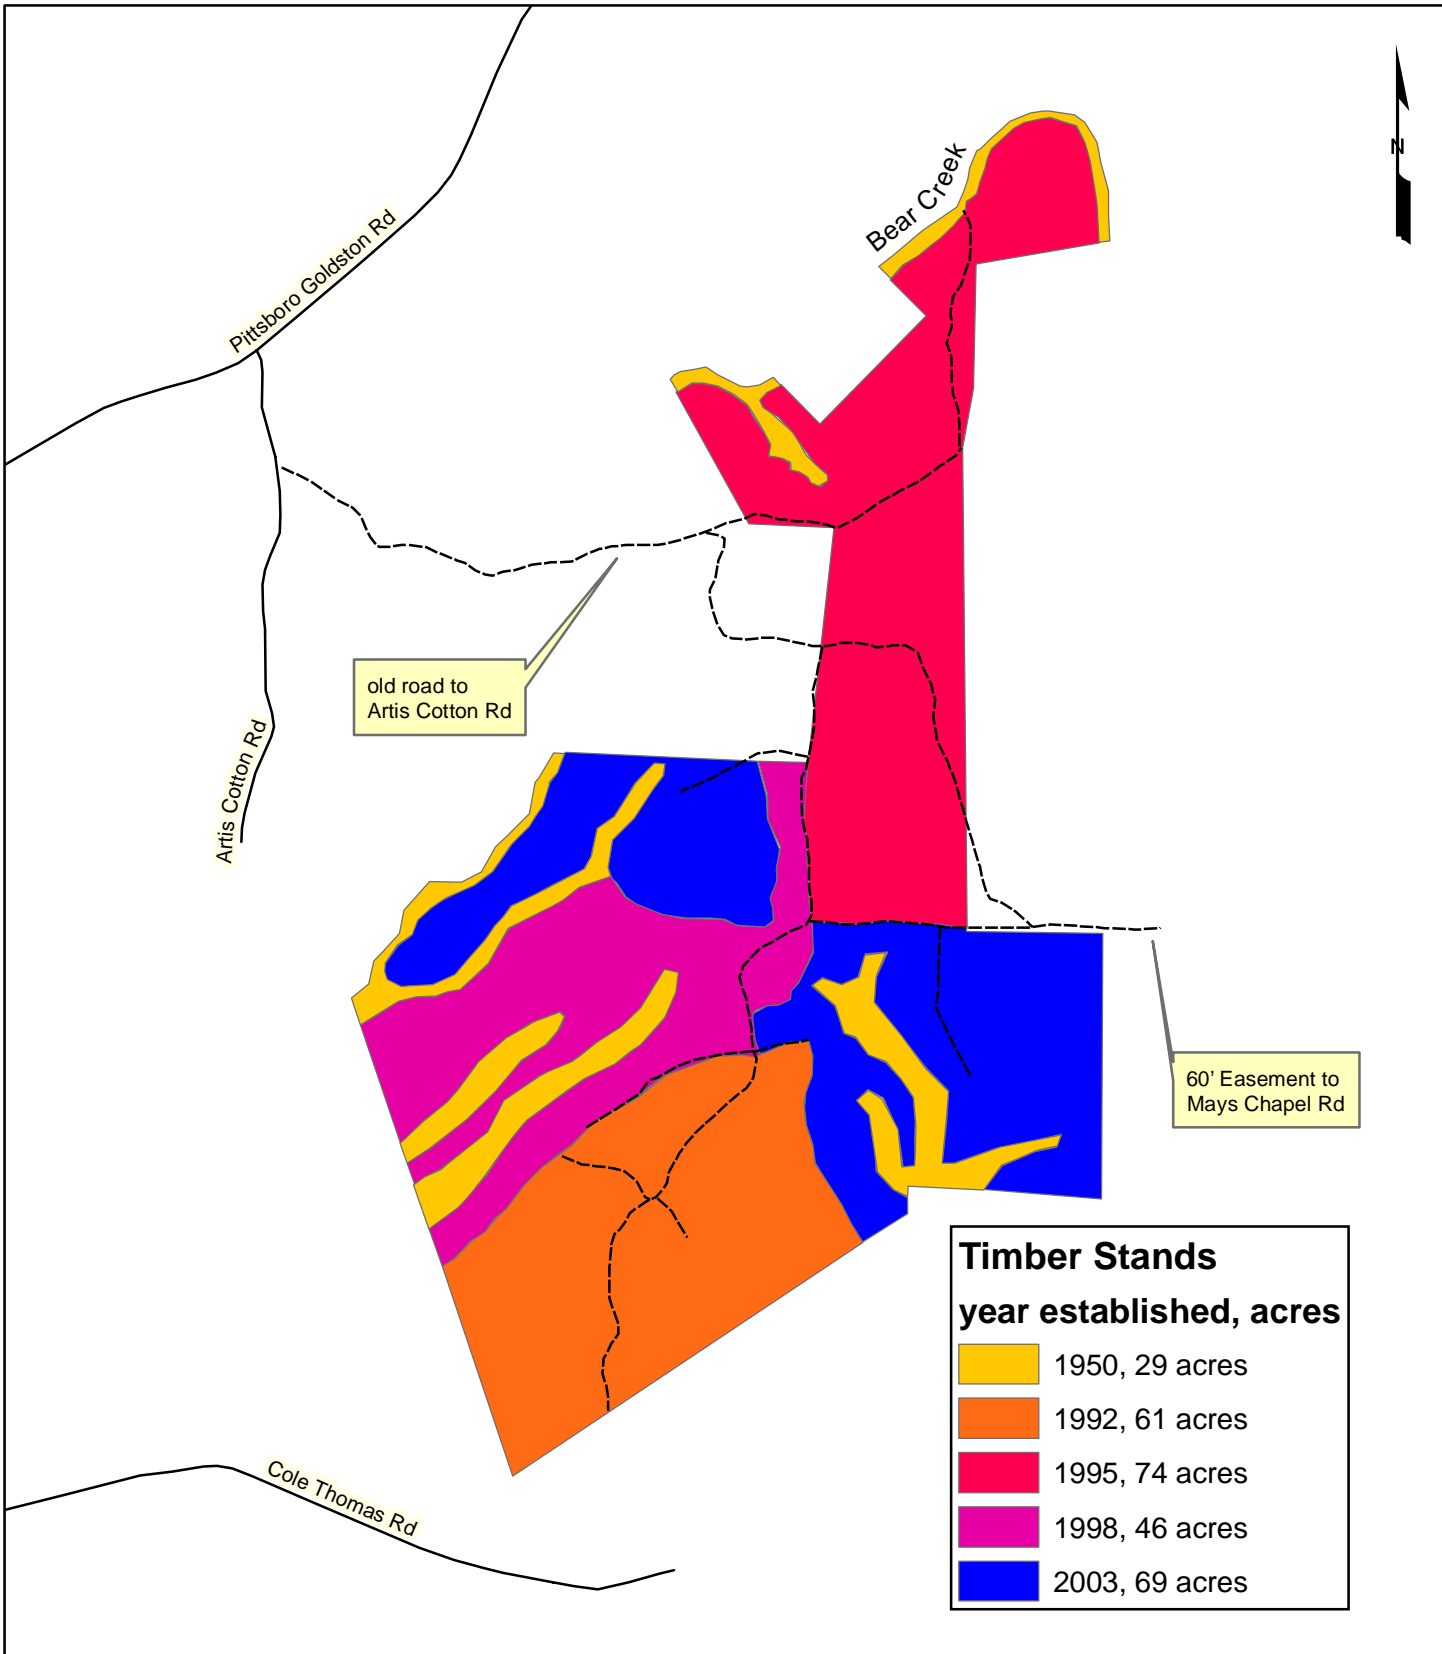 N
Bear Creek
Pittsboro Goldston Rd
old road to
Artis Cotton Rd
Artis Cotton Rd
60’ Easement to
Mays Chapel Rd
Timber Stands
year established, acres
1950, 29 acres
1992, 61 acres
1995, 74 acres
1998, 46 acres
2003, 69 acres
Cole Thomas Rd